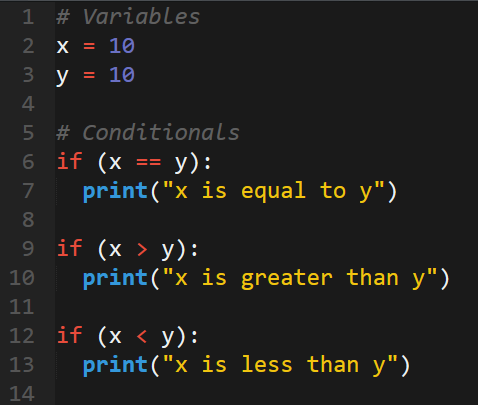 1 # Variables
2 x = 10
3 y = 10
4
5 # Conditionals
6 if (x == y):
7   print("x is equal to y")
8
9 if (x > y):
10   print("x is greater than y")
11
12 if (x < y):
13   print("x is less than y")
14